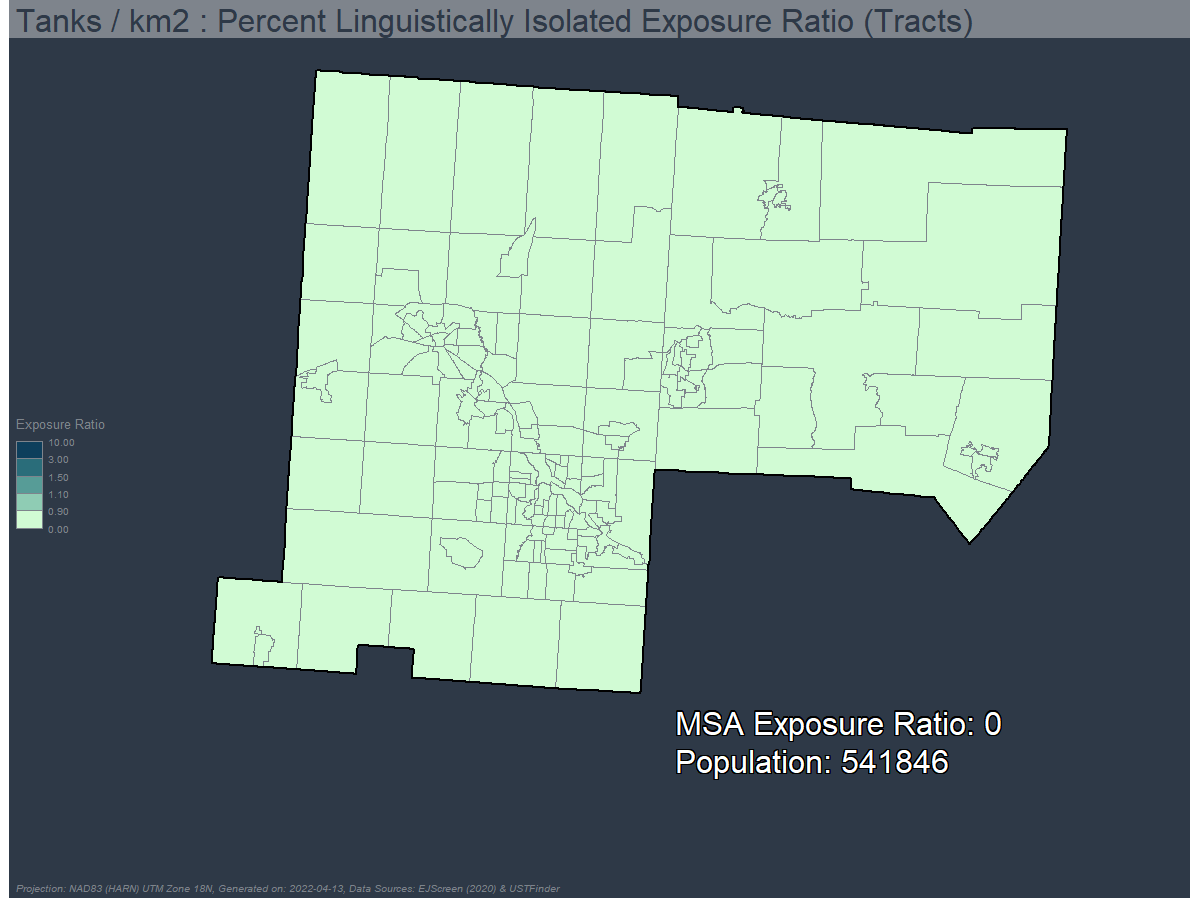 Tanks / km2 : Percent Linguistically Isolated Exposure Ratio (Tracts)
Exposure Ratio
10.00
3.00
1.50
1.10
0.90
0.00
MSA Exposure Ratio: 0
Population: 541846
Projection: NAD83 (HARN) UTM Zone 18N, Generated on: 2022-04-13, Data Sources: EJScreen (2020) & USTFinder